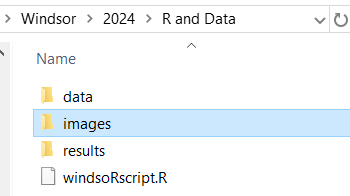 Windsor > 2024 > R and Data
Name
data
images
results
windsoRscript.R